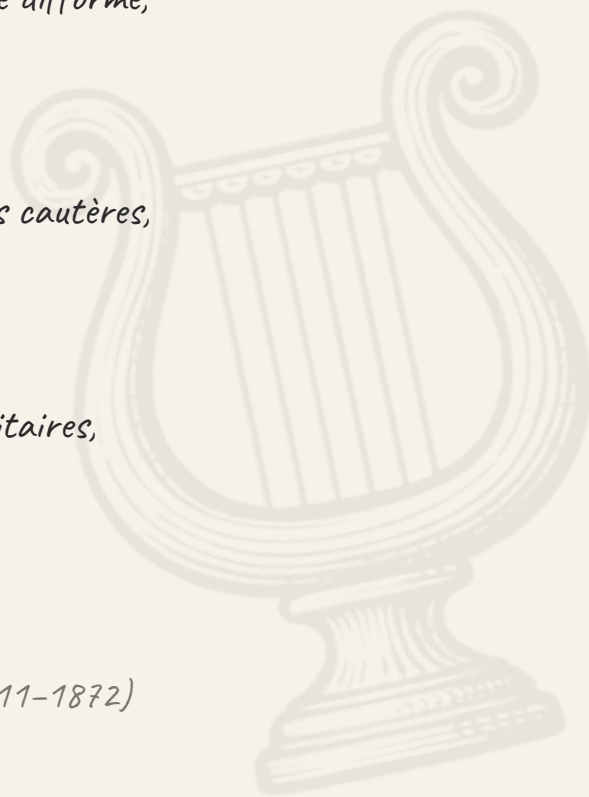 difforme,
s cautères,
itaires,
11–1872)